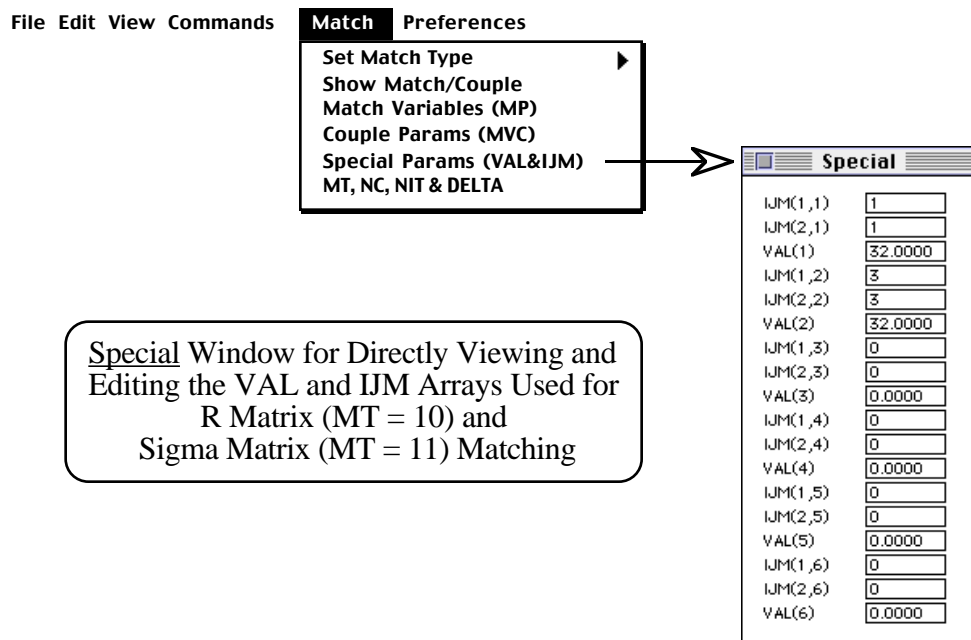 File Edit View Commands Match Preferences
Set Match Type
Show Match/Couple
Match Variables (MP)
Couple Params (MVC)
Special Params (VAL&IJM)
MT, NC, NIT & DELTA
Special
IJM(1,1) 1
IJM(2,1) 1
VAL(1) 32.0000
IJM(1,2) 3
IJM(2,2) 3
VAL(2) 32.0000
IJM(1,3) 0
IJM(2,3) 0
VAL(3) 0.0000
IJM(1,4) 0
IJM(2,4) 0
VAL(4) 0.0000
IJM(1,5) 0
IJM(2,5) 0
VAL(5) 0.0000
IJM(1,6) 0
IJM(2,6) 0
VAL(6) 0.0000
Special Window for Directly Viewing and
Editing the VAL and IJM Arrays Used for
R Matrix (MT = 10) and
Sigma Matrix (MT = 11) Matching